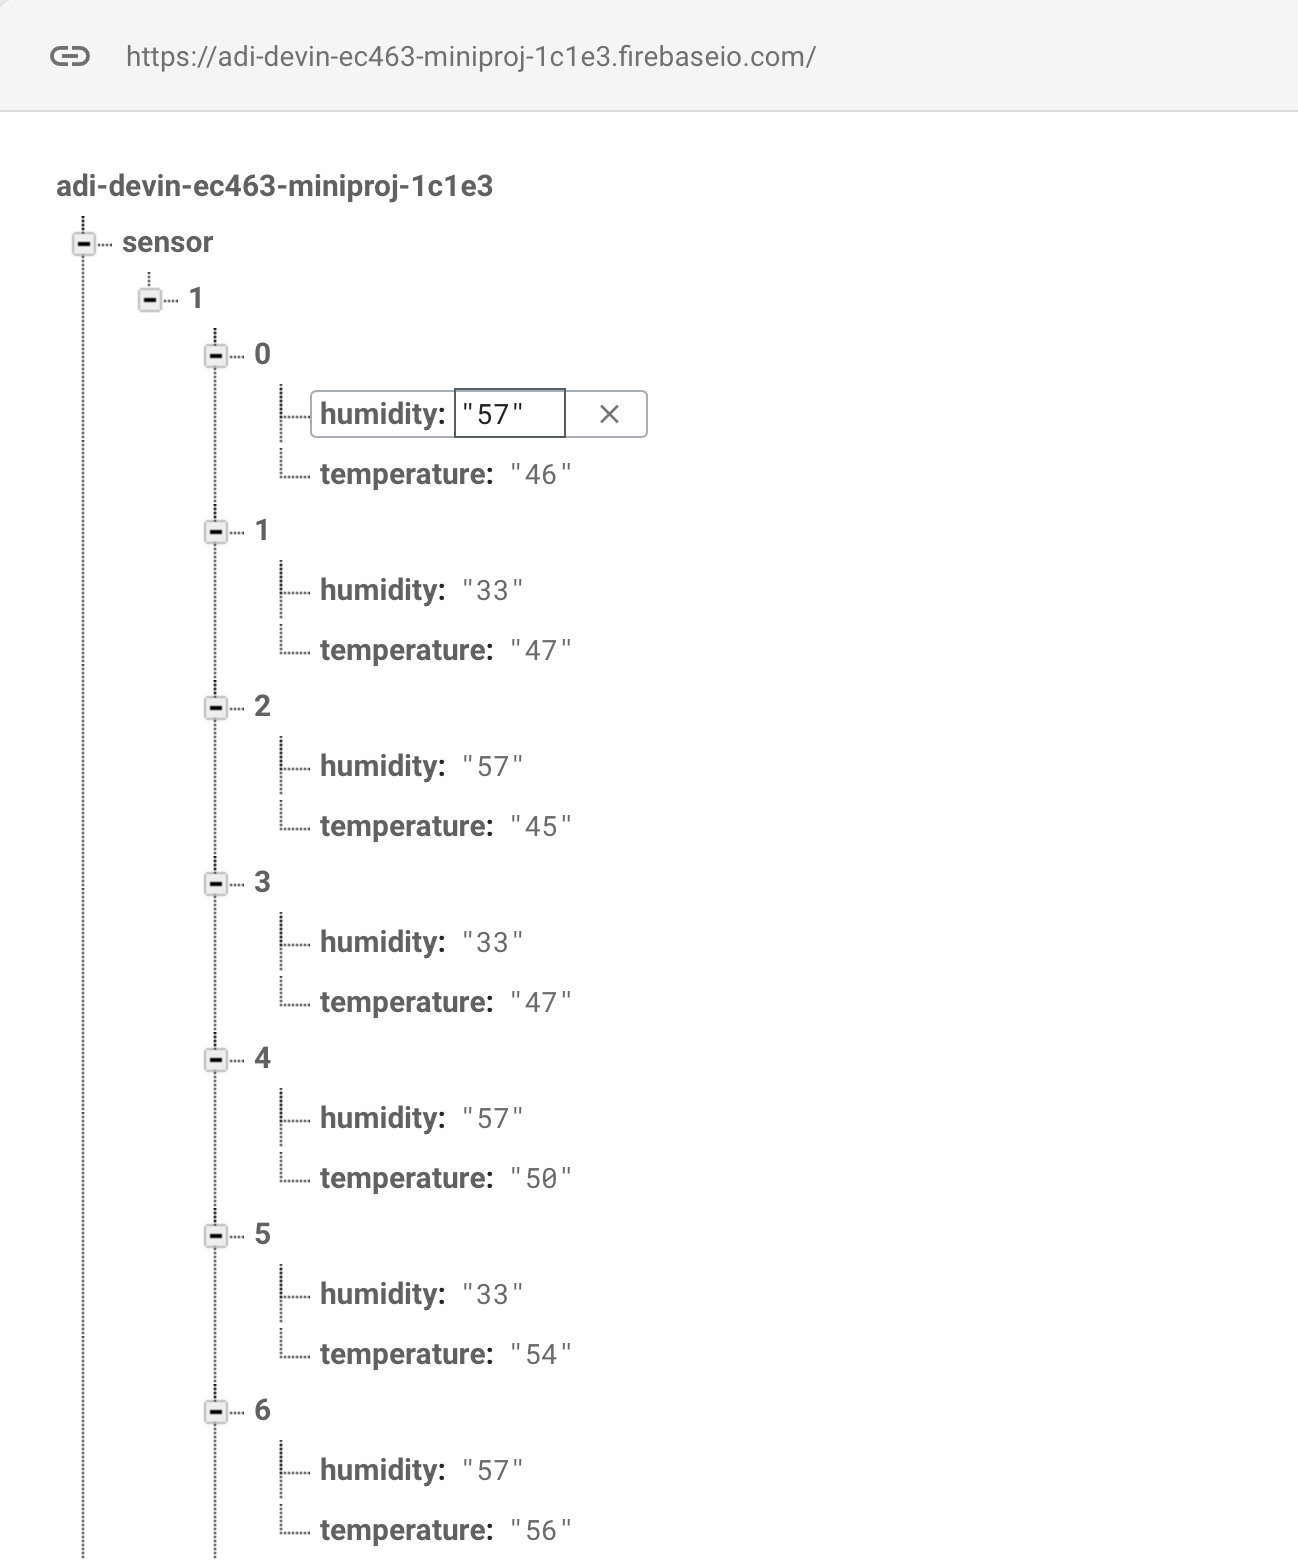 https://adi-devin-ec463-miniproj-1c1e3.firebaseio.com/
adi-devin-ec463-miniproj-1c1e3
sensor
1
0
humidity: "57"
temperature: "46"
1
humidity: "33"
temperature: "47"
2
humidity: "57"
temperature: "45"
3
humidity: "33"
temperature: "47"
4
humidity: "57"
temperature: "50"
5
humidity: "33"
temperature: "54"
6
humidity: "57"
temperature: "56"